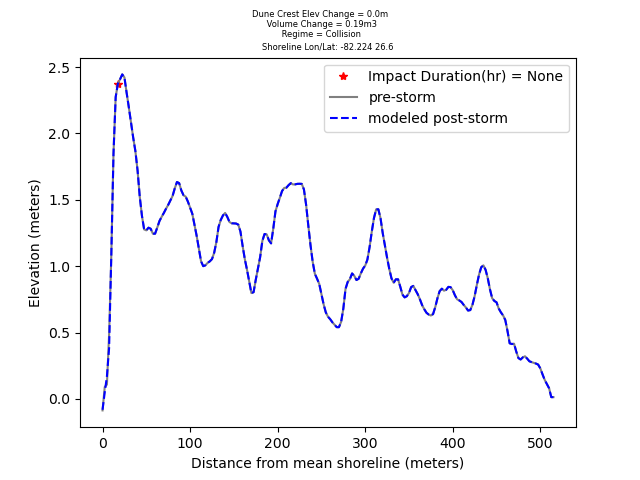 Dune Crest Elev Change = 0.0m
Volume Change = 0.19m3
Regime = Collision
Shoreline Lon/Lat: -82.224 26.6
Impact Duration(hr) = None
pre-storm
modeled post-storm
Elevation (meters)
2.5
2.0
1.5
1.0
0.5
0.0
0 100 200 300 400 500
Distance from mean shoreline (meters)